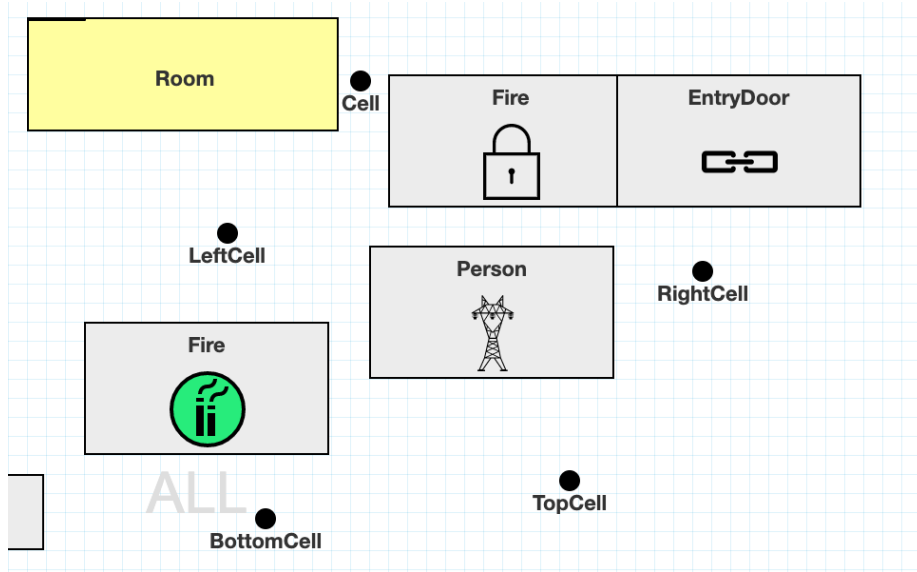 Room
Cell
Fire
EntryDoor
LeftCell
Person
RightCell
Fire
ALL
TopCell
BottomCell